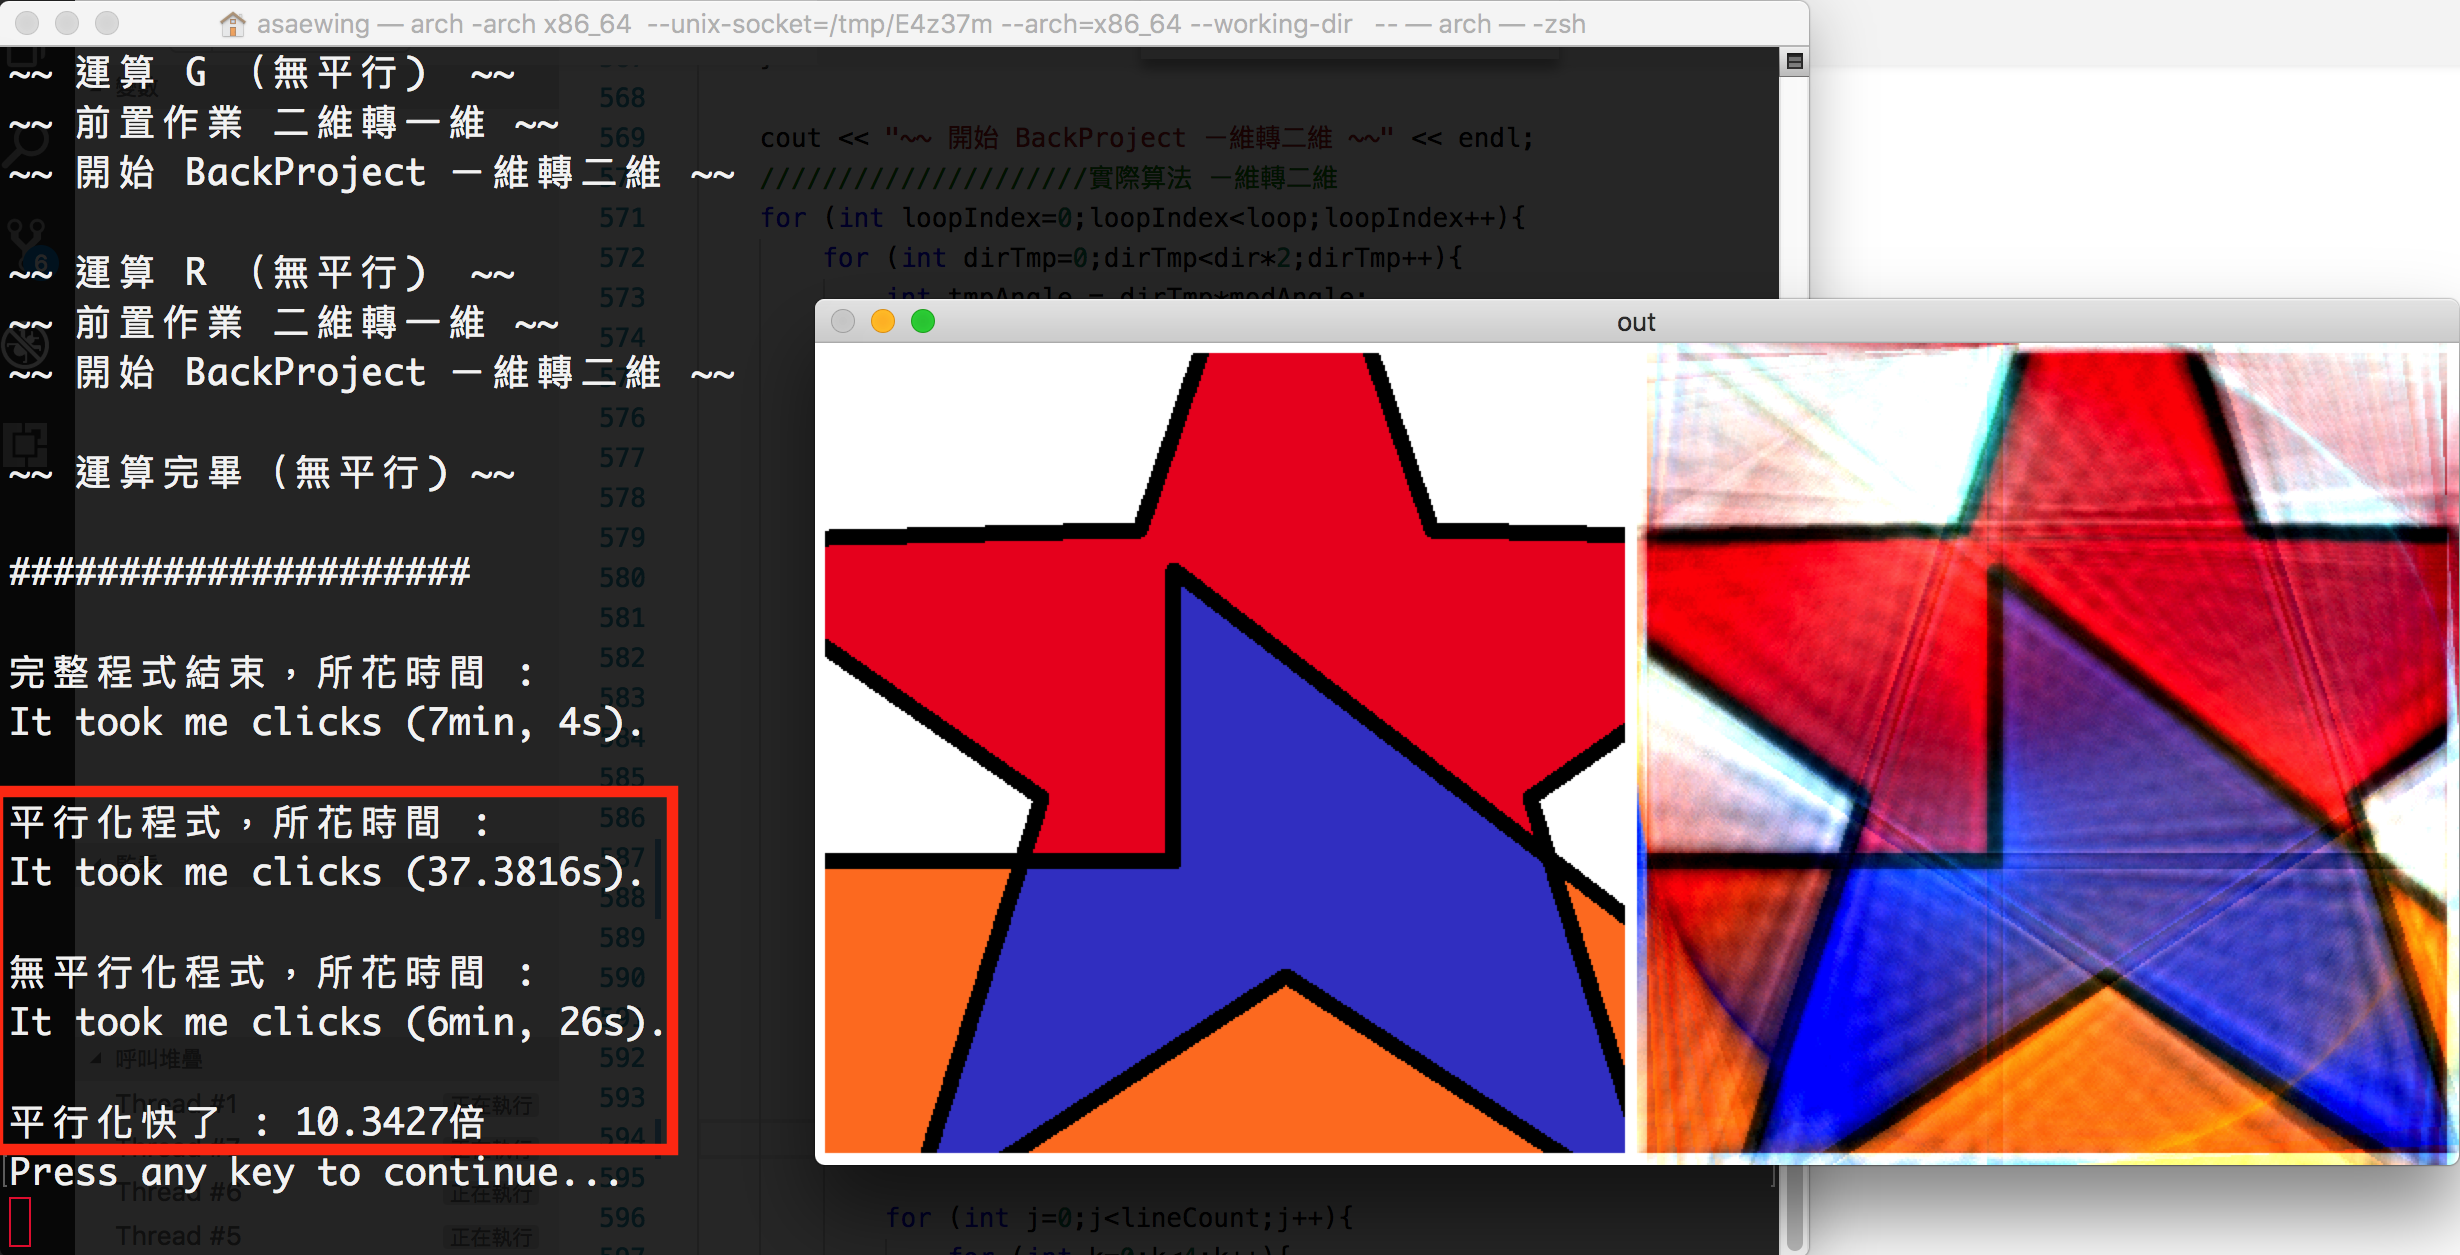 asaewing — arch -arch x86_64 --unix-socket=/tmp/E4z37m --arch=x86_64 --working-dir -- — arch — -zsh
~~ 運算 G (無平行) ~~
~~ 前置作業 二維轉一維 ~~
~~ 開始 BackProject 一維轉二維 ~~
~~ 運算 R (無平行) ~~
~~ 前置作業 二維轉一維 ~~
~~ 開始 BackProject 一維轉二維 ~~
~~ 運算完畢 (無平行) ~~
#####################
完整程式結束，所花時間 :
It took me clicks (7min, 4s).
平行化程式，所花時間 :
It took me clicks (37.3816s).
無平行化程式，所花時間 :
It took me clicks (6min, 26s).
平行化快了 : 10.3427倍
Press any key to continue...
變數
6
呼叫堆疊
Thread #1 正在執行
Thread #6 正在執行
Thread #5 正在執行
568
569 cout << "~~ 開始 BackProject 一維轉二維 ~~" << endl;
/////////////////////實際算法 一維轉二維
571 for (int loopIndex=0;loopIndex<loop;loopIndex++){
572 for (int dirTmp=0;dirTmp<dir*2;dirTmp++){
573 int tmpAngle = dirTmp*modAngle;
574
576
577
578
579
580
581
582
583
584
585
586
587
588
589
590
592
593
594
595
596 for (int j=0;j<lineCount;j++){
597 for (int k=0;k<4;k++){
out